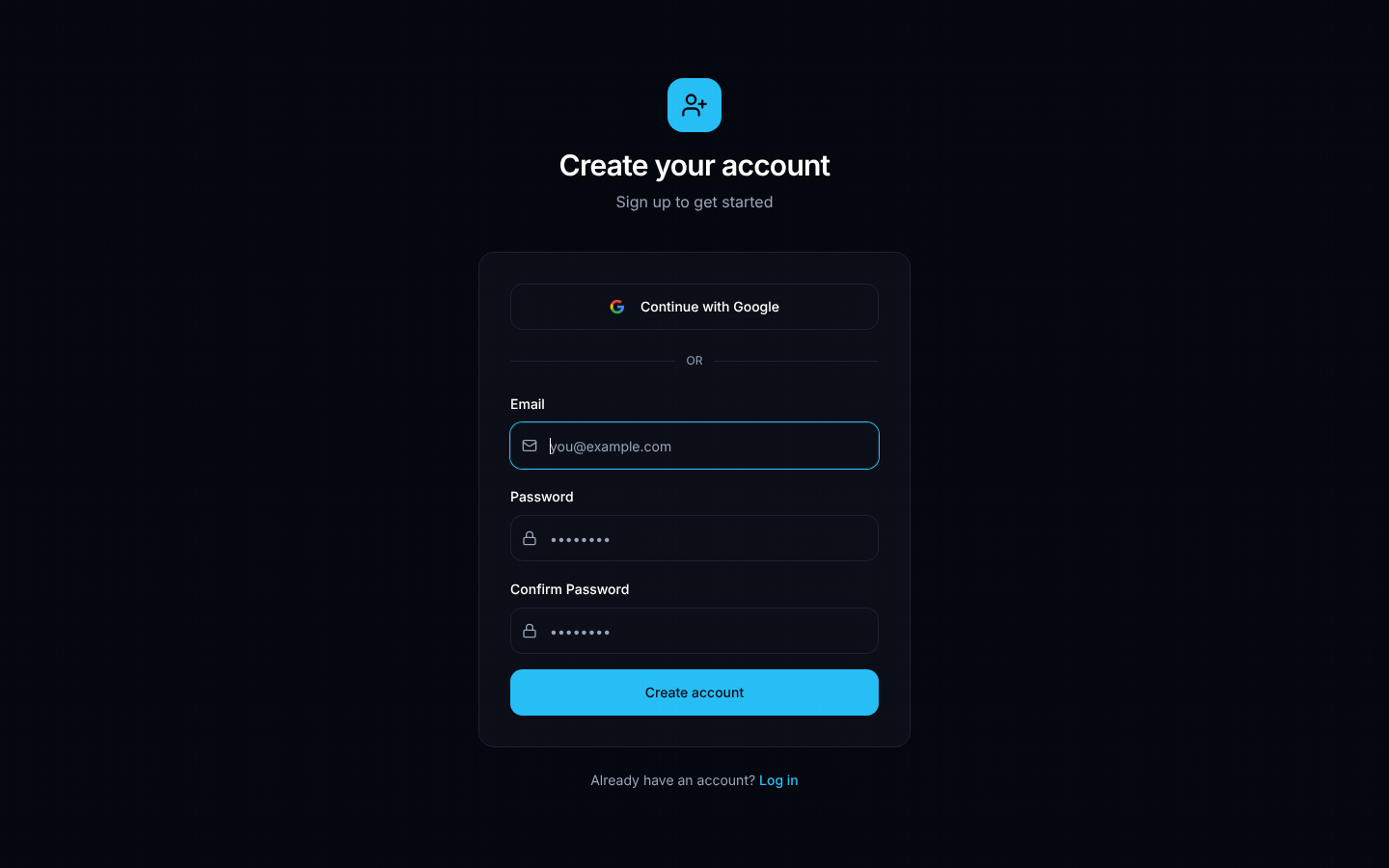 Create your account
Sign up to get started
Continue with Google
OR
Email
you@example.com
Password
••••••••
Confirm Password
••••••••
Create account
Already have an account? Log in